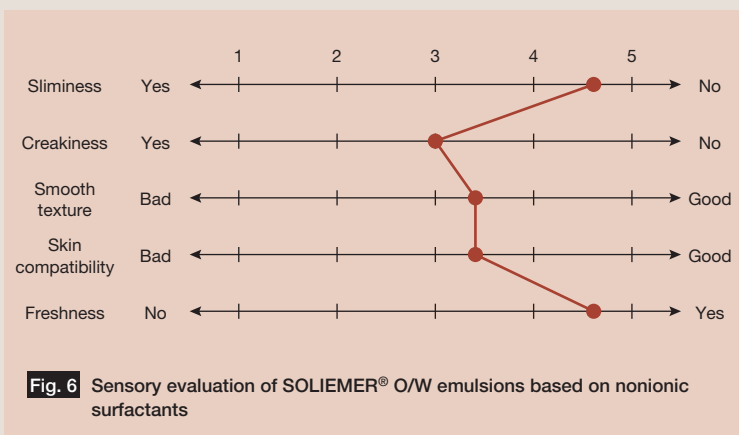 1 2 3 4 5
Sliminess Yes No
Creakiness Yes No
Smooth
texture Bad Good
Skin
compatibility Bad Good
Freshness No Yes
Fig. 6 Sensory evaluation of SOLIEMER® O/W emulsions based on nonionic
surfactants